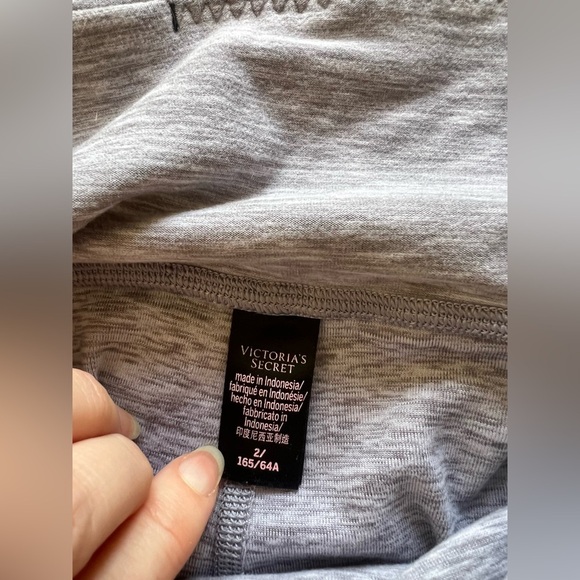 VICTORIA'S
SECRET
made in Indonesia/
fabriqué en Indonésie/
hecho en Indonesia/
fabbricato in
Indonesia/
印度尼西亚制造
2/
165/64A